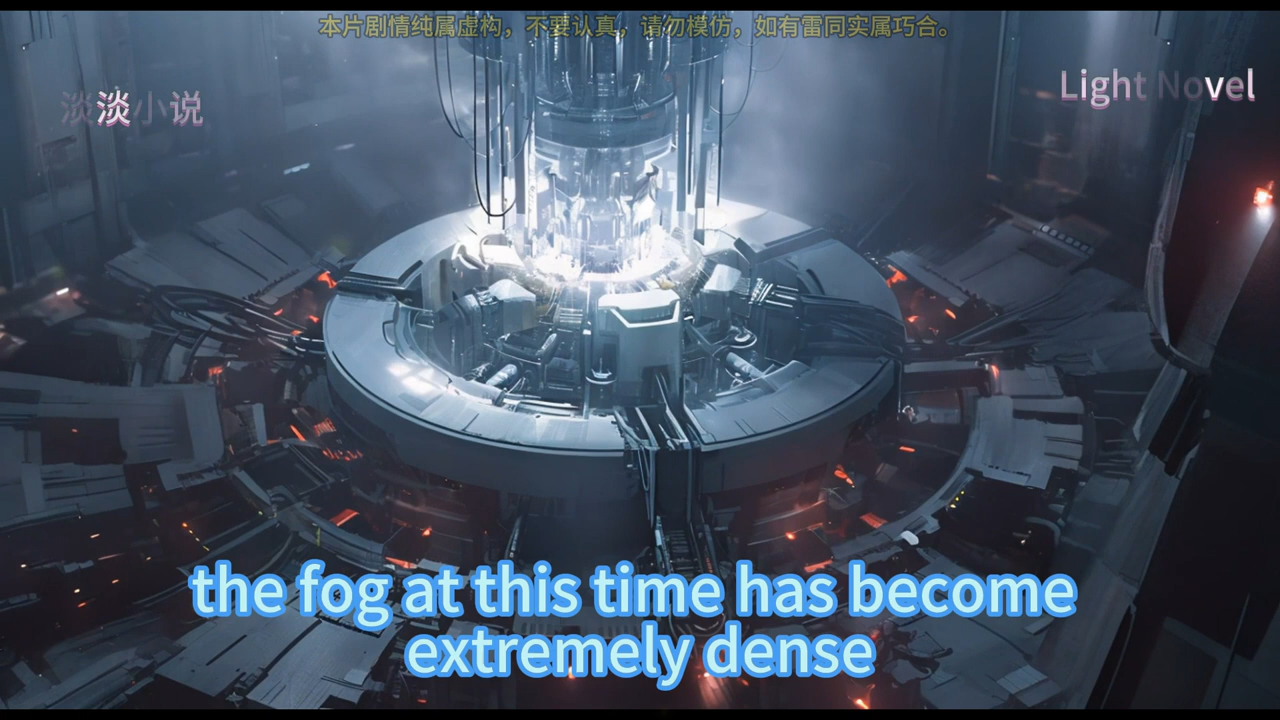 本片剧情纯属虚构，不要认真，请勿模仿，如有雷同实属巧合。
淡淡小说
Light Novel
the fog at this time has become
extremely dense